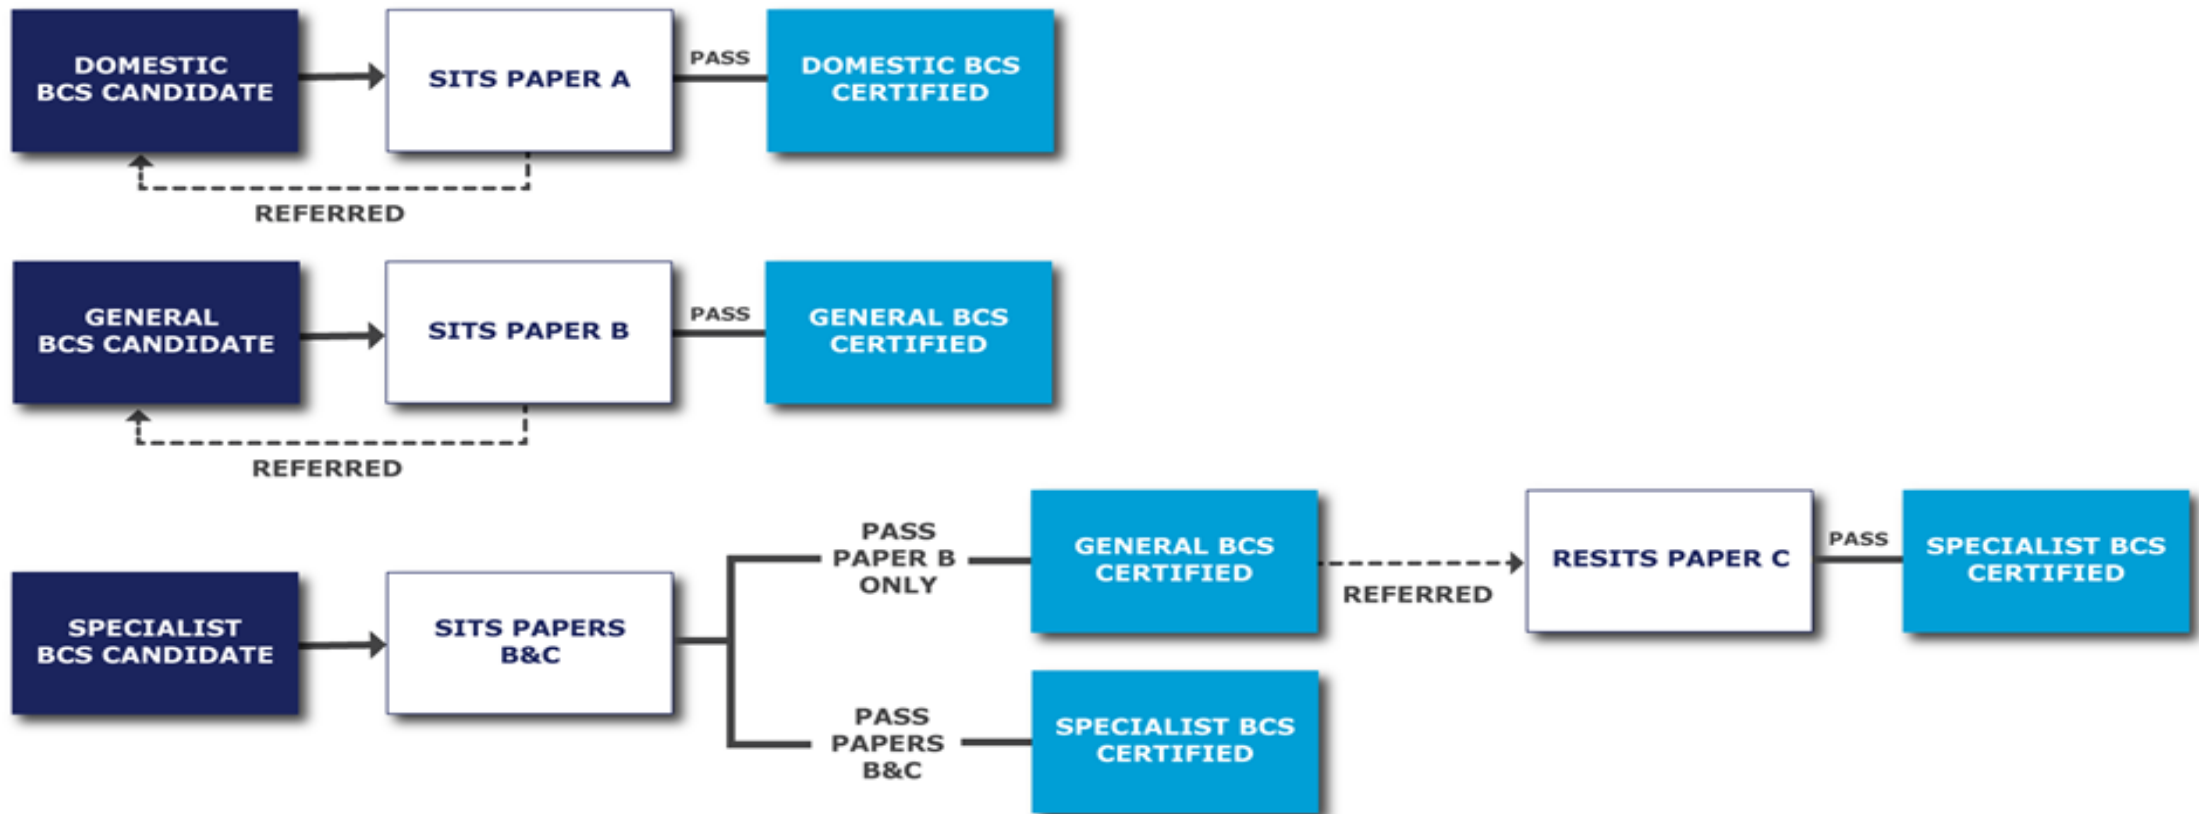 DOMESTIC
BCS CANDIDATE
SITS PAPER A
PASS
DOMESTIC BCS
CERTIFIED
REFERRED
GENERAL
BCS CANDIDATE
SITS PAPER B
PASS
GENERAL BCS
CERTIFIED
REFERRED
SPECIALIST
BCS CANDIDATE
SITS PAPERS
B&C
PASS
PAPER B
ONLY
GENERAL BCS
CERTIFIED
REFERRED
RESITS PAPER C
PASS
SPECIALIST BCS
CERTIFIED
PASS
PAPERS
B&C
SPECIALIST BCS
CERTIFIED